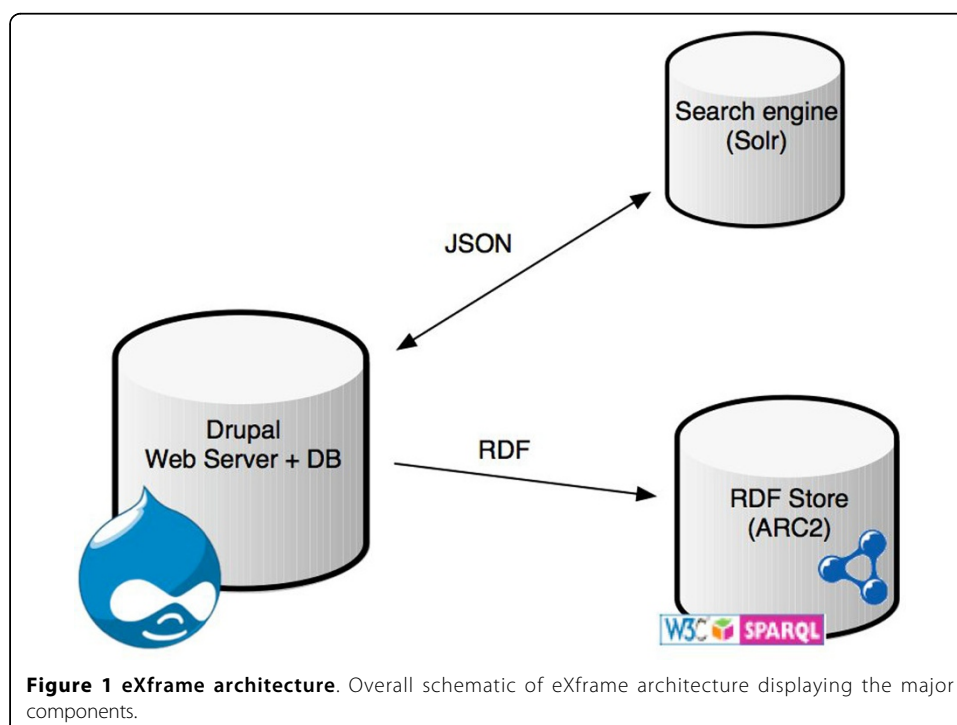 Search engine
(Solr)
JSON
Drupal
Web Server + DB
RDF
RDF Store
(ARC2)
W3C SPARQL
Figure 1 eXframe architecture. Overall schematic of eXframe architecture displaying the major
components.